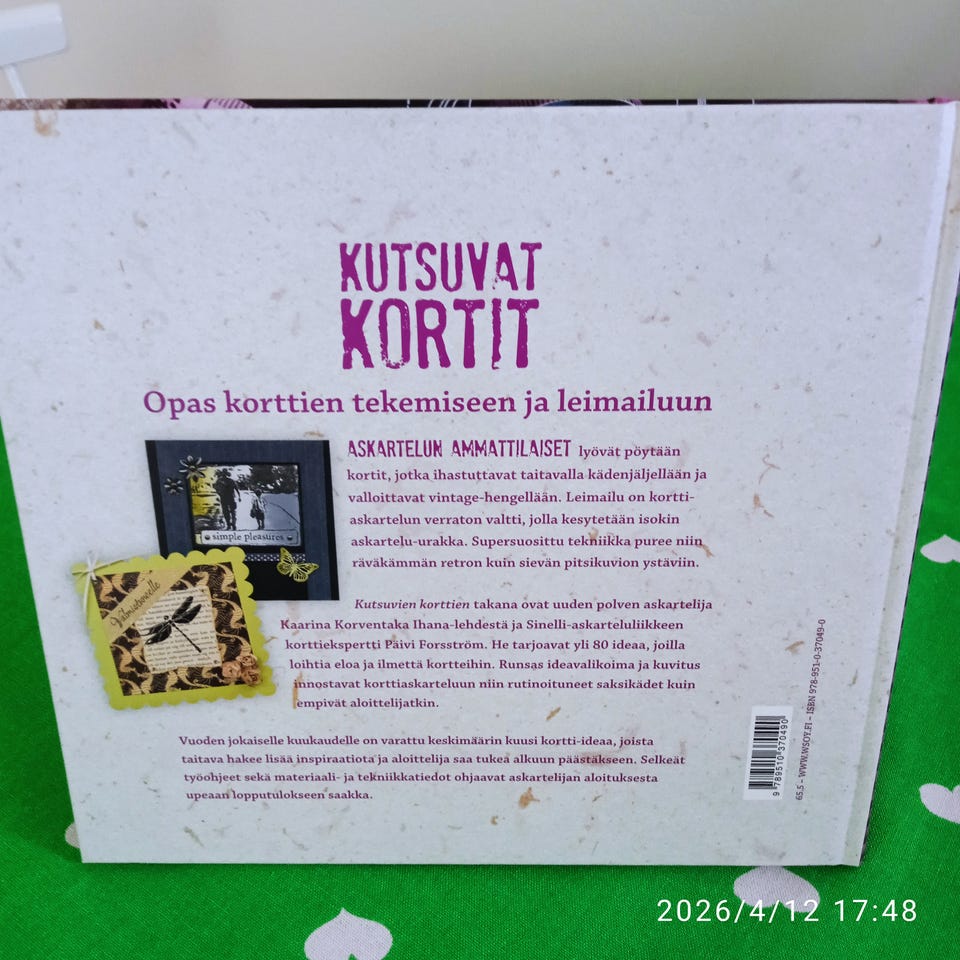 KUTSUVAT
KORTIT
Opas korttien tekemiseen ja leimailuun
ASKARTELUN AMMATTILAISET lyövät pöytään
kortit, jotka ihastuttavat taitavalla kädenjäljellään ja
valloittavat vintage-hengellään. Leimailu on kortti-
askartelun verraton valtti, jolla kesytetään isokin
askartelu-urakka. Supersuosittu tekniikka puree niin
räväkämmän retron kuin sievän pitsikuvion ystäviin.
simple pleasures
Valmistuneelle
Kutsuvien korttien takana ovat uuden polven askartelija
Kaarina Korventaka Ihana-lehdestä ja Sinelli-askarteluliikkeen
korttiekspertti Päivi Forsström. He tarjoavat yli 80 ideaa, joilla
loihtia eloa ja ilmettä kortteihin. Runsas ideavalikoima ja kuvitus
innostavat korttiaskarteluun niin rutinoituneet saksikädet kuin
empivät aloittelijatkin.
Vuoden jokaiselle kuukaudelle on varattu keskimäärin kuusi kortti-ideaa, joista
taitava hakee lisää inspiraatiota ja aloittelija saa tukea alkuun päästäkseen. Selkeät
työohjeet sekä materiaali- ja tekniikkatiedot ohjaavat askartelijan aloituksesta
upeaan lopputulokseen saakka.
9 789510 370490
65.5 – WWW.WSOY.FI – ISBN 978-951-0-37049-0
2026/4/12 17:48